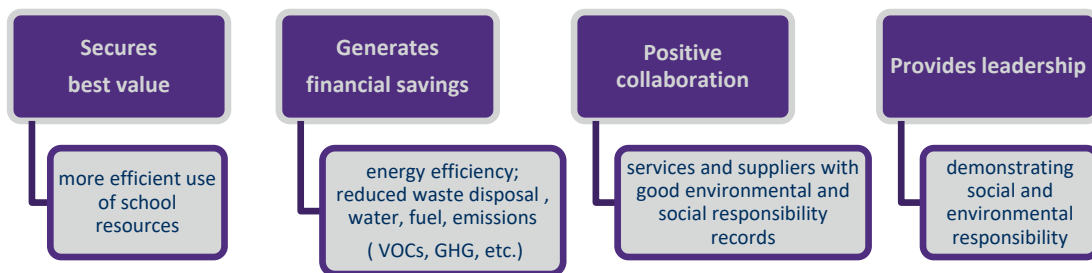 Secures
best value
more efficient use
of school
resources
Generates
financial savings
energy efficiency;
reduced waste disposal ,
water, fuel, emissions
( VOCs, GHG, etc.)
Positive
collaboration
services and suppliers with
good environmental and
social responsibility
records
Provides leadership
demonstrating
social and
environmental
responsibility